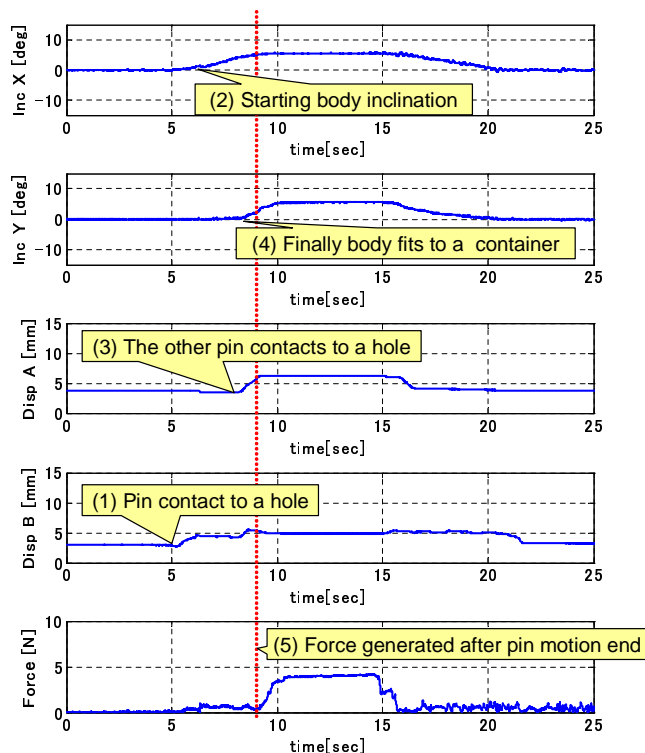 Inc X [deg]
10
0
-10
(2) Starting body inclination
0 5 10 15 20 25
time[sec]
Inc Y [deg]
10
0
-10
(4) Finally body fits to a container
0 5 10 15 20 25
time[sec]
Disp A [mm]
15
10
5
0
(3) The other pin contacts to a hole
0 5 10 15 20 25
time[sec]
Disp B [mm]
15
10
5
0
(1) Pin contact to a hole
0 5 10 15 20 25
time[sec]
Force [N]
10
5
0
(5) Force generated after pin motion end
0 5 10 15 20 25
time[sec]